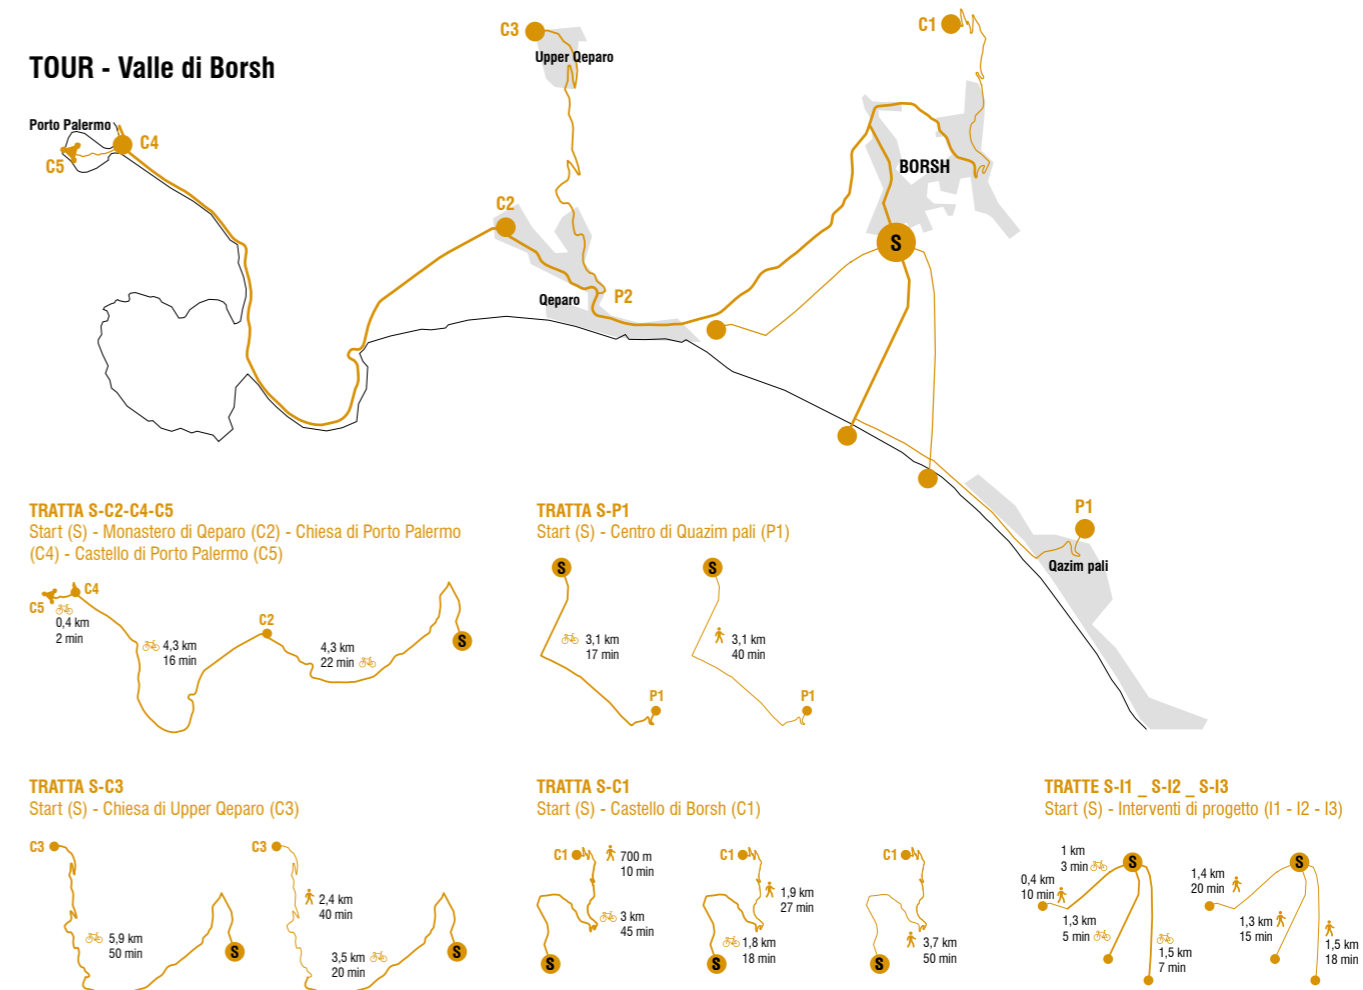 TOUR - Valle di Borsh
C3
Upper Qeparo
C1
Porto Palermo
C4
C5
BORSH
C2
S
Qeparo
P2
P1
Qazim pali
TRATTA S-C2-C4-C5
Start (S) - Monastero di Qeparo (C2) - Chiesa di Porto Palermo
(C4) - Castello di Porto Palermo (C5)
C4
C5
0,4 km
2 min
4,3 km
16 min
C2
4,3 km
22 min
S
TRATTA S-P1
Start (S) - Centro di Quazim pali (P1)
S
3,1 km
17 min
P1
S
3,1 km
40 min
P1
TRATTA S-C3
Start (S) - Chiesa di Upper Qeparo (C3)
C3
5,9 km
50 min
S
C3
2,4 km
40 min
3,5 km
20 min
S
TRATTA S-C1
Start (S) - Castello di Borsh (C1)
C1
700 m
10 min
3 km
45 min
S
C1
1,9 km
27 min
1,8 km
18 min
S
C1
3,7 km
50 min
S
TRATTE S-I1 _ S-I2 _ S-I3
Start (S) - Interventi di progetto (I1 - I2 - I3)
1 km
3 min
S
0,4 km
10 min
1,3 km
5 min
1,5 km
7 min
S
1,4 km
20 min
1,3 km
15 min
1,5 km
18 min